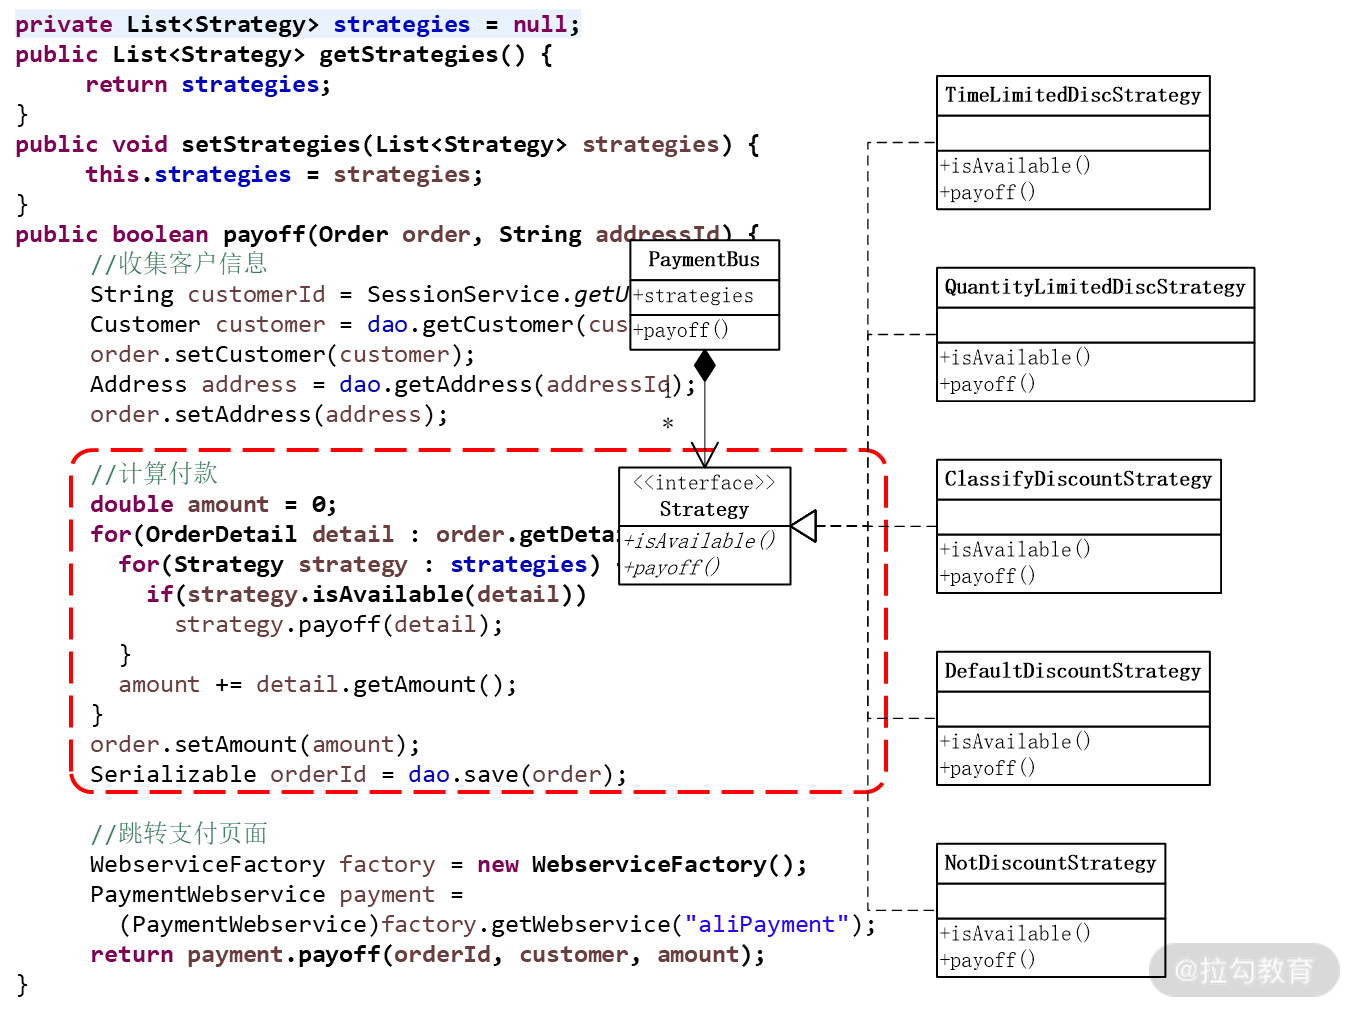 private List<Strategy> strategies = null;
public List<Strategy> getStrategies() {
return strategies;
}
public void setStrategies(List<Strategy> strategies) {
this.strategies = strategies;
}
public boolean payoff(Order order, String addressId) {
//收集客户信息
String customerId = SessionService.getU
Customer customer = dao.getCustomer(cus
order.setCustomer(customer);
Address address = dao.getAddress(addressId);
order.setAddress(address);
//计算付款
double amount = 0;
for(OrderDetail detail : order.getDeta
for(Strategy strategy : strategies)
if(strategy.isAvailable(detail))
strategy.payoff(detail);
}
amount += detail.getAmount();
}
order.setAmount(amount);
Serializable orderId = dao.save(order);
//跳转支付页面
WebserviceFactory factory = new WebserviceFactory();
PaymentWebservice payment =
(PaymentWebservice)factory.getWebservice("aliPayment");
return payment.payoff(orderId, customer, amount);
}
PaymentBus
+strategies
+payoff()
1
*
<<interface>>
Strategy
+isAvailable()
+payoff()
TimeLimitedDiscStrategy
+isAvailable()
+payoff()
QuantityLimitedDiscStrategy
+isAvailable()
+payoff()
ClassifyDiscountStrategy
+isAvailable()
+payoff()
DefaultDiscountStrategy
+isAvailable()
+payoff()
NotDiscountStrategy
+isAvailable()
+payoff()
@拉勾教育